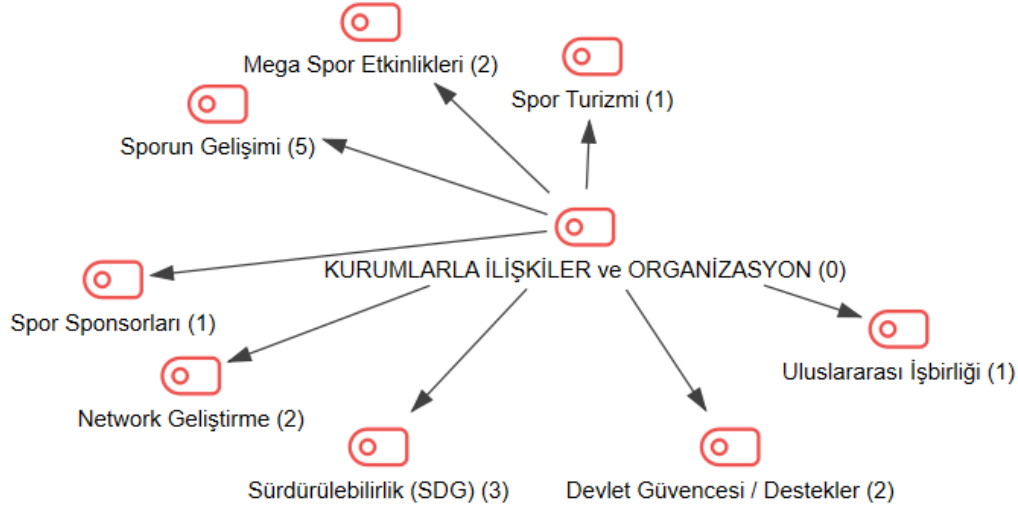 Mega Spor Etkinlikleri (2)
Spor Turizmi (1)
Sporun Gelişimi (5)
KURUMLARLA İLİŞKİLER ve ORGANİZASYON (0)
Spor Sponsorları (1)
Uluslararası İşbirliği (1)
Network Geliştirme (2)
Sürdürülebilirlik (SDG) (3)
Devlet Güvencesi / Destekler (2)